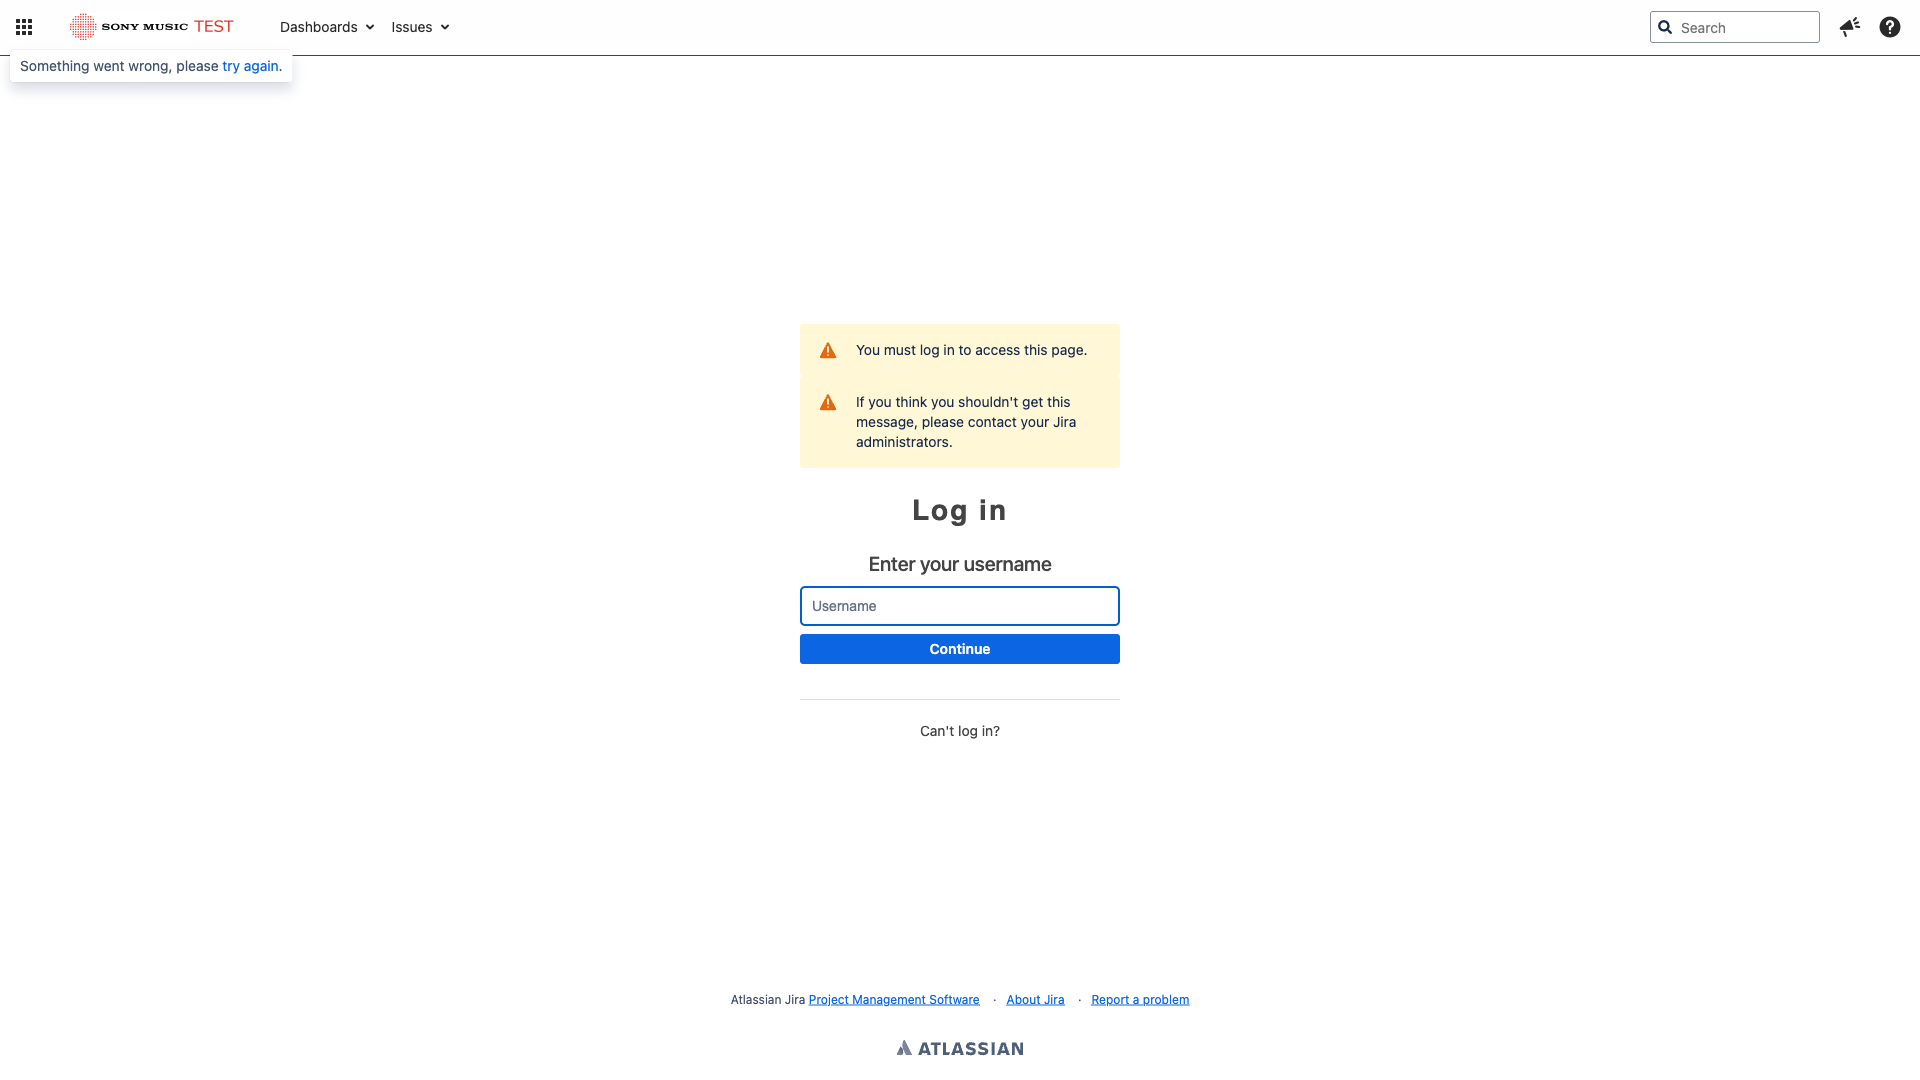 SONY MUSIC TEST
Dashboards
Issues
Search
Something went wrong, please try again.
You must log in to access this page.
If you think you shouldn't get this
message, please contact your Jira
administrators.
Log in
Enter your username
Username
Continue
Can't log in?
Atlassian Jira Project Management Software · About Jira · Report a problem
ATLASSIAN